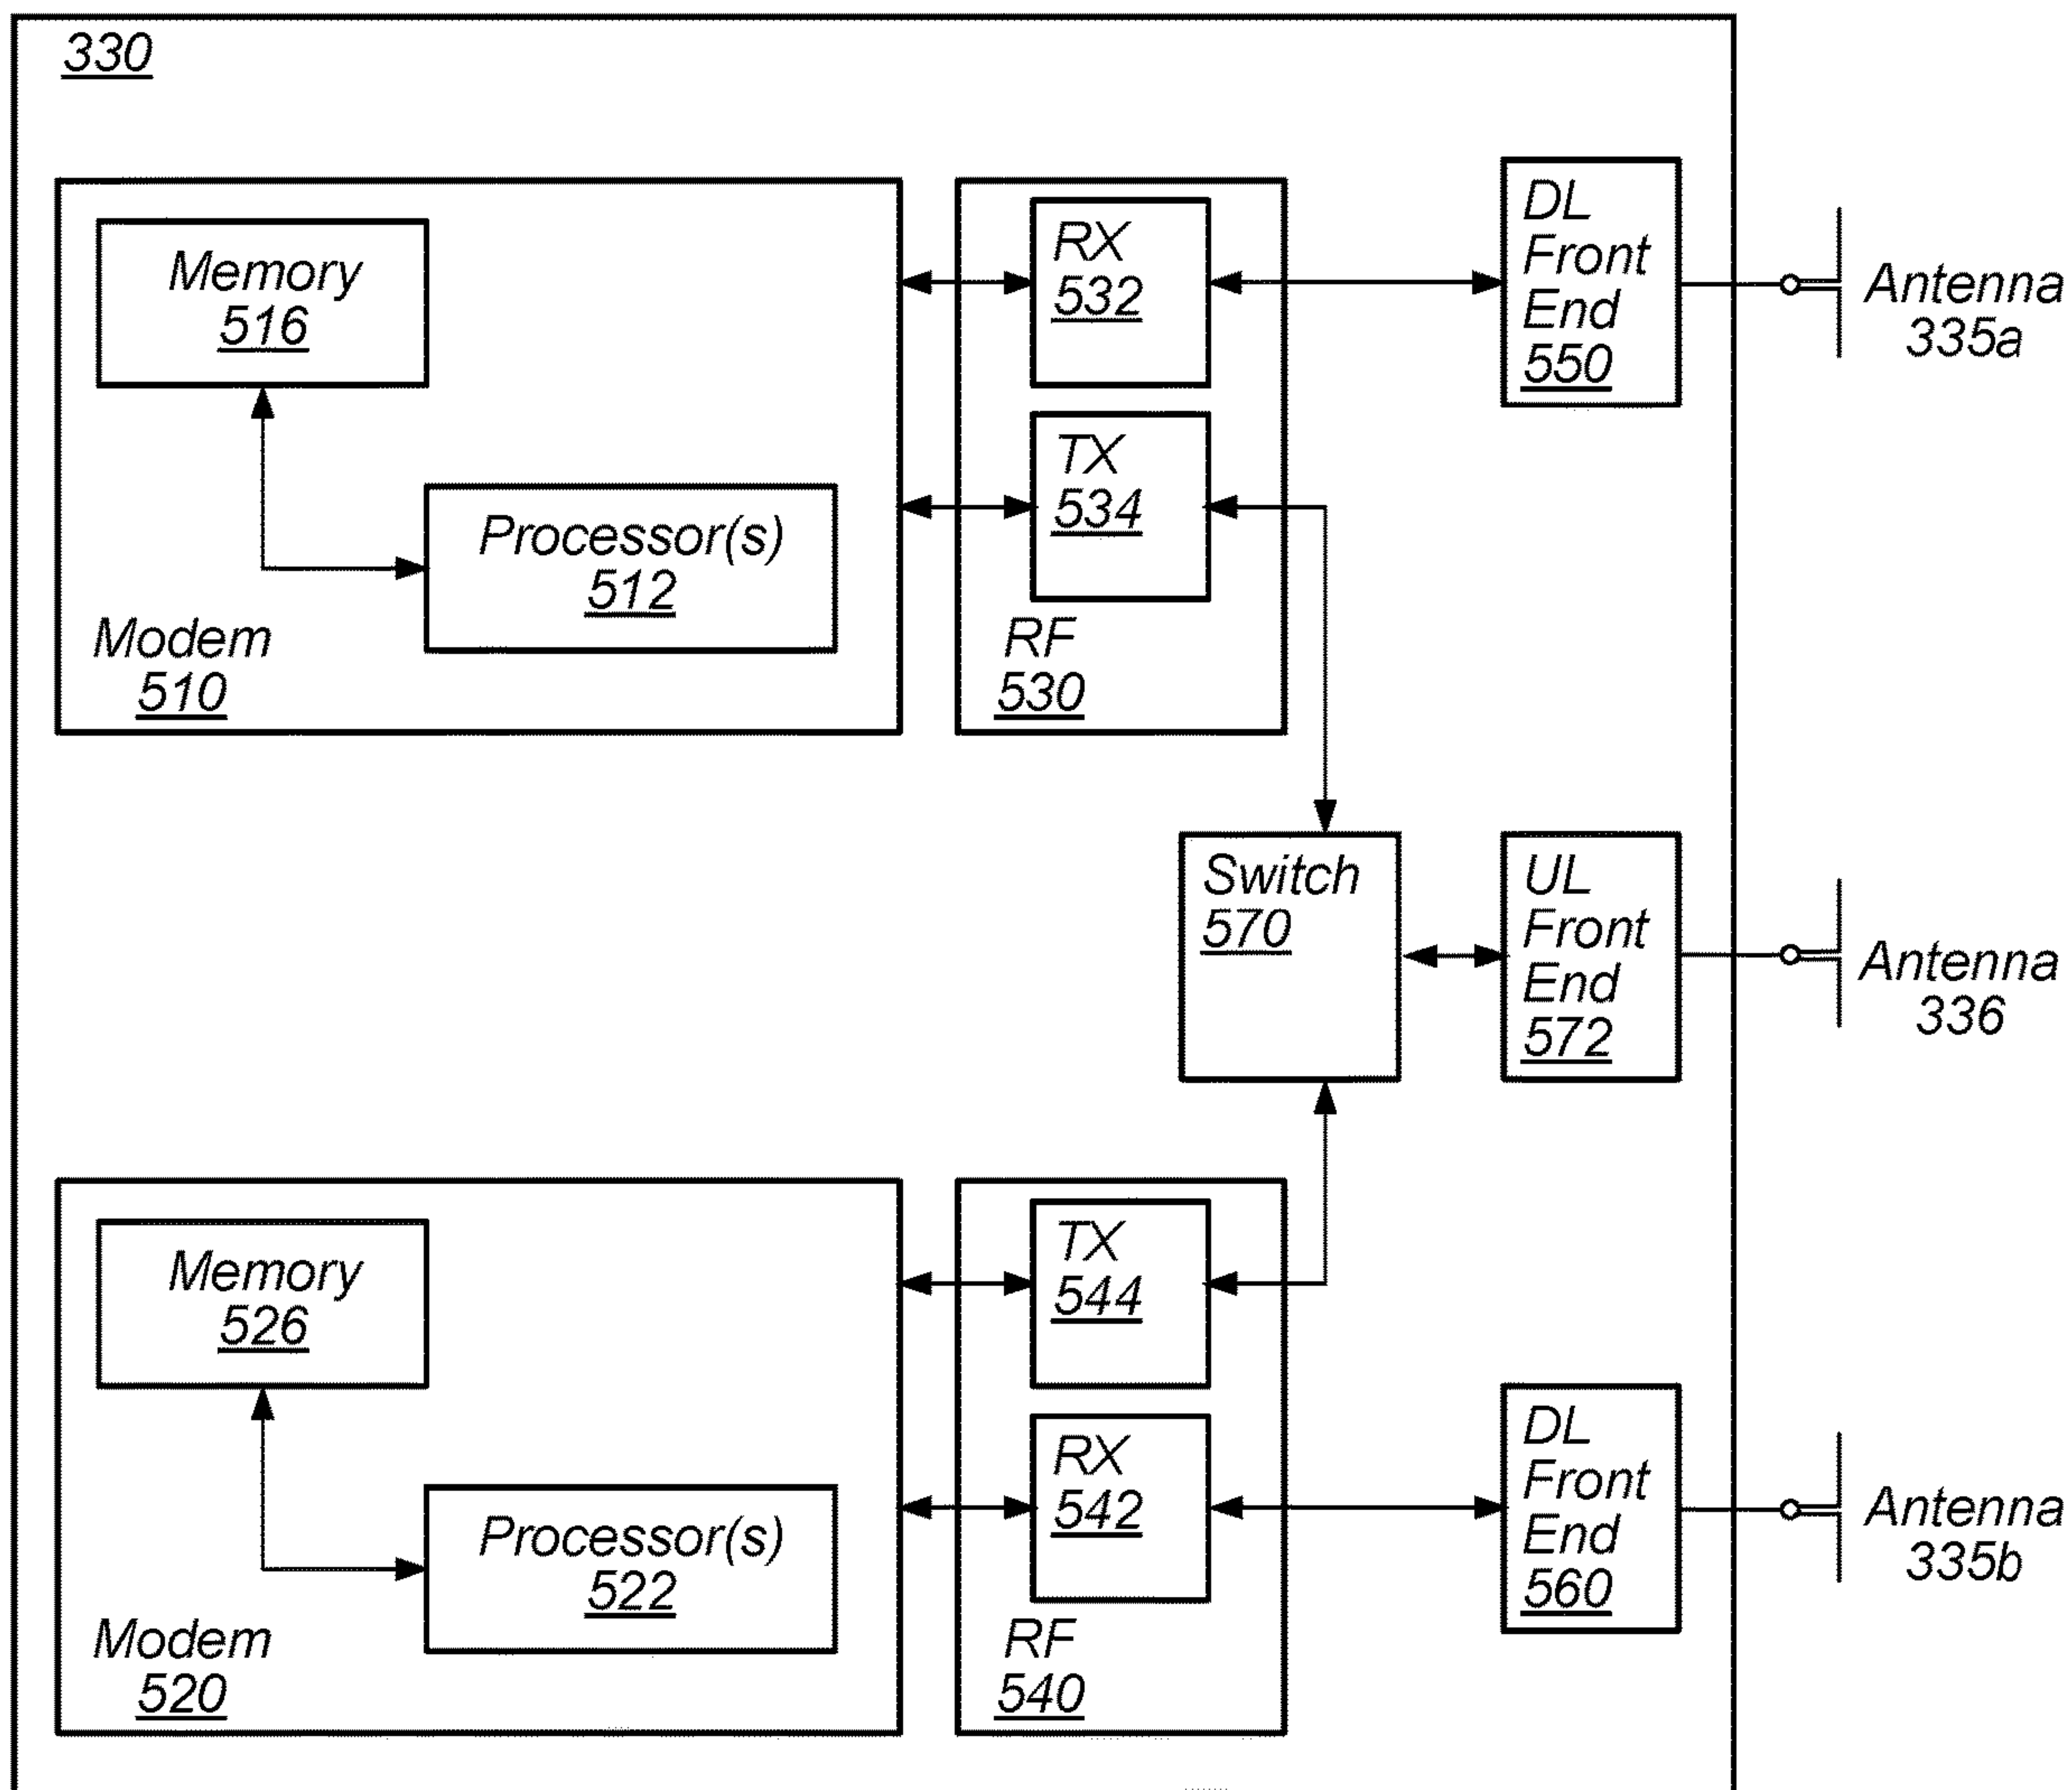 330
Memory
516
Processor(s)
512
Modem
510
RX
532
TX
534
RF
530
DL
Front
End
550
Antenna
335a
Switch
570
UL
Front
End
572
Antenna
336
Memory
526
Processor(s)
522
Modem
520
TX
544
RX
542
RF
540
DL
Front
End
560
Antenna
335b